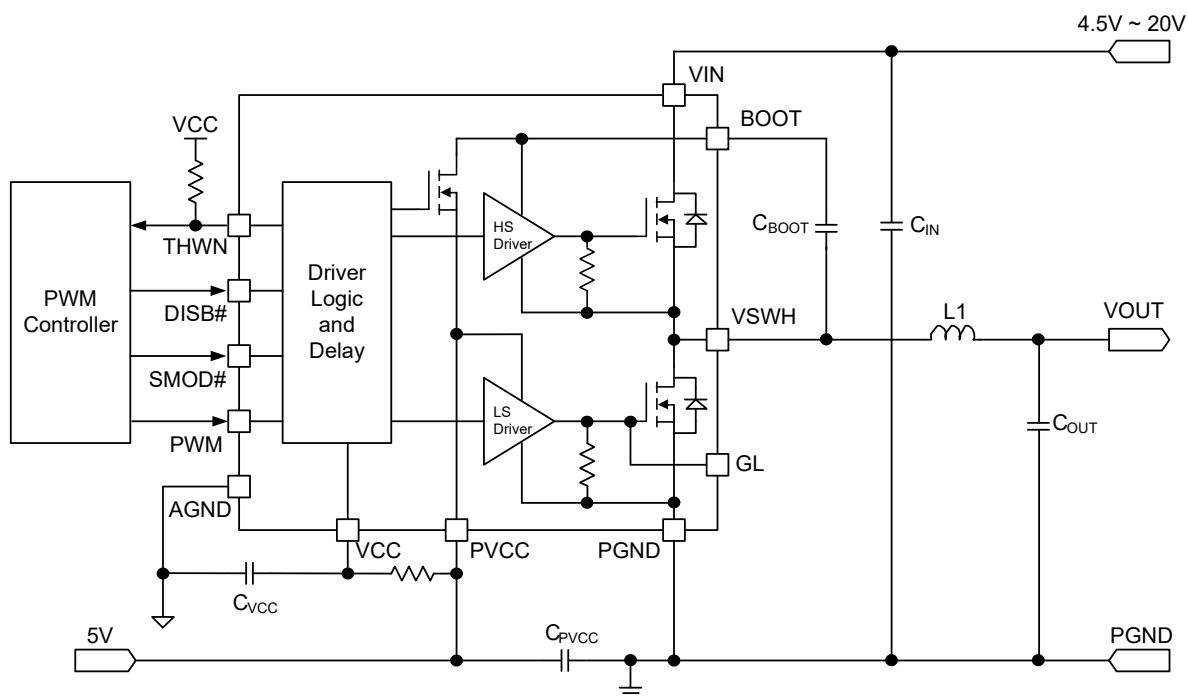 4.5V ~ 20V
VIN
BOOT
VCC
THWN
HS
Driver
CBOOT
CIN
PWM
Controller
DISB#
Driver
Logic
and
Delay
VSWH
L1
VOUT
SMOD#
LS
Driver
PWM
COUT
GL
AGND
VCC
PVCC
PGND
CVCC
5V
CPVCC
PGND